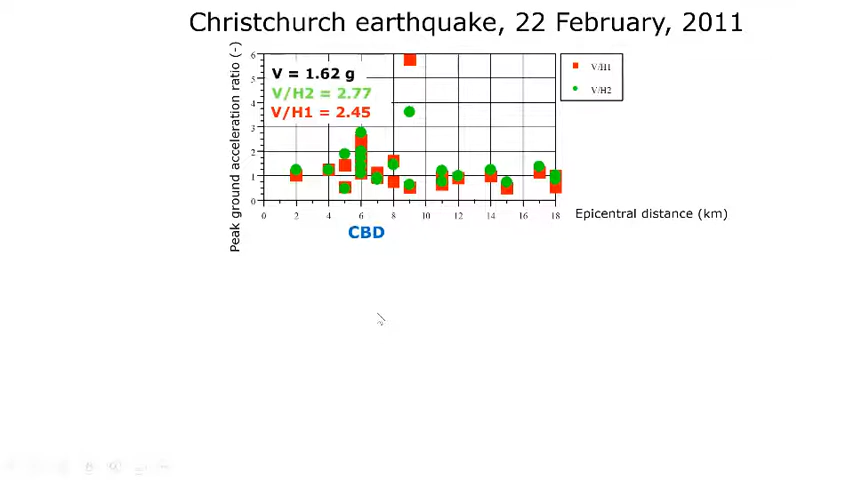 Christchurch earthquake, 22 February, 2011
Peak ground acceleration ratio (-)
6
5
4
3
2
1
0
V = 1.62 g
V/H2 = 2.77
V/H1 = 2.45
V/H1
V/H2
0 2 4 6 8 10 12 14 16 18
Epicentral distance (km)
CBD